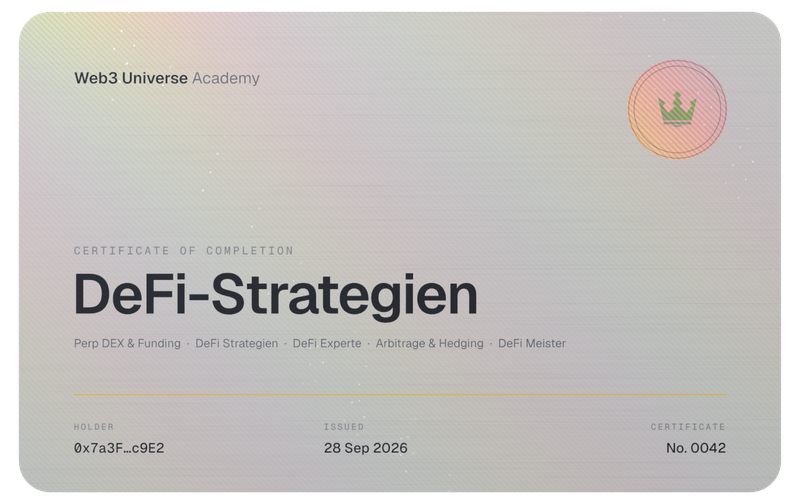 Web3 Universe Academy
CERTIFICATE OF COMPLETION
DeFi-Strategien
Perp DEX & Funding · DeFi Strategien · DeFi Experte · Arbitrage & Hedging · DeFi Meister
HOLDER ISSUED CERTIFICATE
0x7a3F…c9E2 28 Sep 2026 No. 0042